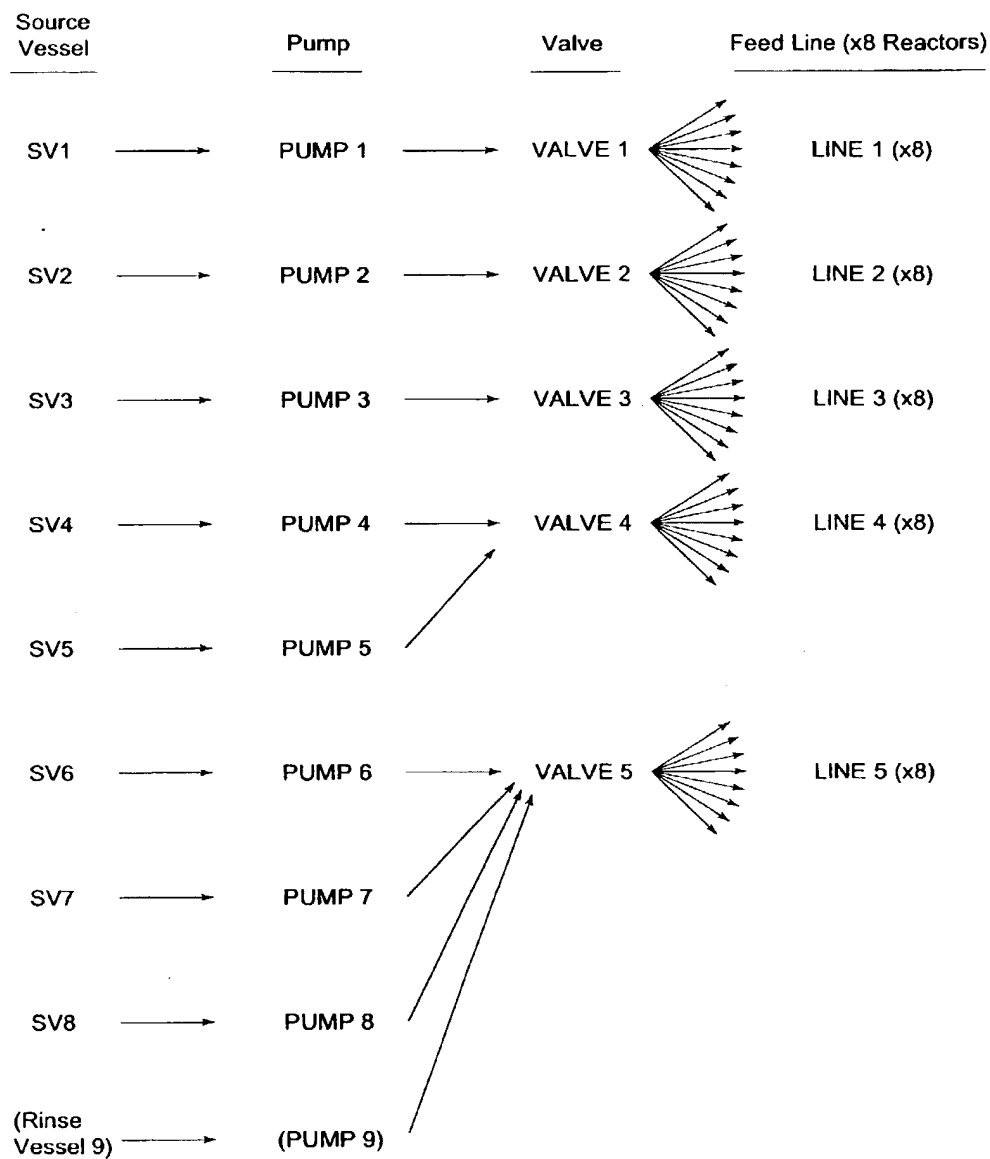 Source
Vessel
Pump
Valve
Feed Line (x8 Reactors)
SV1
PUMP 1
VALVE 1
LINE 1 (x8)
SV2
PUMP 2
VALVE 2
LINE 2 (x8)
SV3
PUMP 3
VALVE 3
LINE 3 (x8)
SV4
PUMP 4
VALVE 4
LINE 4 (x8)
SV5
PUMP 5
SV6
PUMP 6
VALVE 5
LINE 5 (x8)
SV7
PUMP 7
SV8
PUMP 8
(Rinse
Vessel 9)
(PUMP 9)